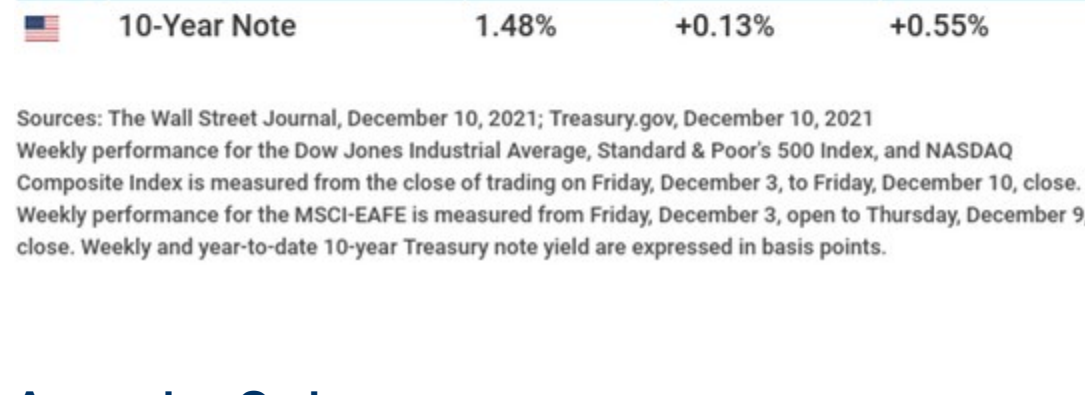 10-Year Note 1.48% +0.13% +0.55%
Sources: The Wall Street Journal, December 10, 2021; Treasury.gov, December 10, 2021
Weekly performance for the Dow Jones Industrial Average, Standard & Poor's 500 Index, and NASDAQ
Composite Index is measured from the close of trading on Friday, December 3, to Friday, December 10, close.
Weekly performance for the MSCI-EAFE is measured from Friday, December 3, open to Thursday, December 9,
close. Weekly and year-to-date 10-year Treasury note yield are expressed in basis points.